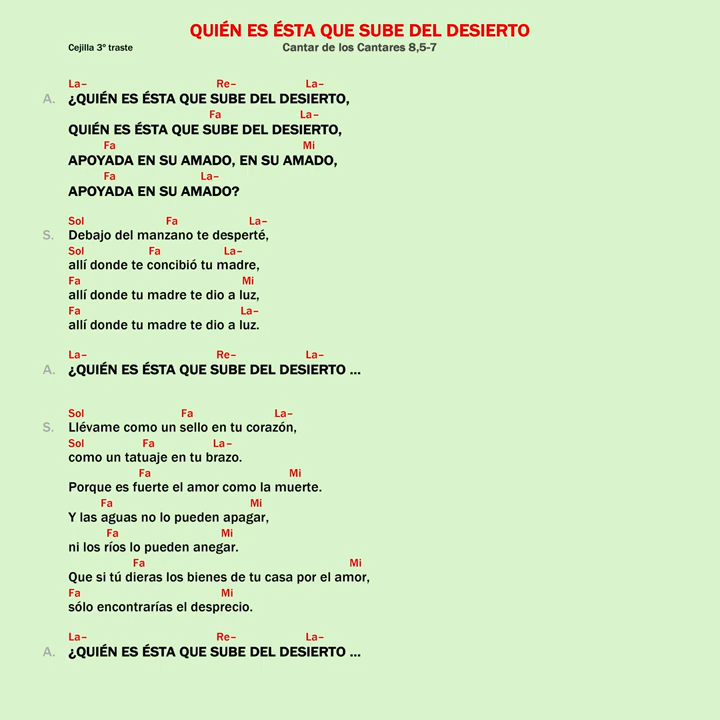 QUIÉN ES ÉSTA QUE SUBE DEL DESIERTO
Cejilla 3º traste Cantar de los Cantares 8,5-7
La– Re– La–
A. ¿QUIÉN ES ÉSTA QUE SUBE DEL DESIERTO,
Fa La–
QUIÉN ES ÉSTA QUE SUBE DEL DESIERTO,
Fa Mi
APOYADA EN SU AMADO, EN SU AMADO,
Fa La–
APOYADA EN SU AMADO?
Sol Fa La–
S. Debajo del manzano te desperté,
Sol Fa La–
allí donde te concibió tu madre,
Fa Mi
allí donde tu madre te dio a luz,
Fa La–
allí donde tu madre te dio a luz.
La– Re– La–
A. ¿QUIÉN ES ÉSTA QUE SUBE DEL DESIERTO ...
Sol Fa La–
S. Llévame como un sello en tu corazón,
Sol Fa La–
como un tatuaje en tu brazo.
Fa Mi
Porque es fuerte el amor como la muerte.
Fa Mi
Y las aguas no lo pueden apagar,
Fa Mi
ni los ríos lo pueden anegar.
Fa Mi
Que si tú dieras los bienes de tu casa por el amor,
Fa Mi
sólo encontrarías el desprecio.
La– Re– La–
A. ¿QUIÉN ES ÉSTA QUE SUBE DEL DESIERTO ...